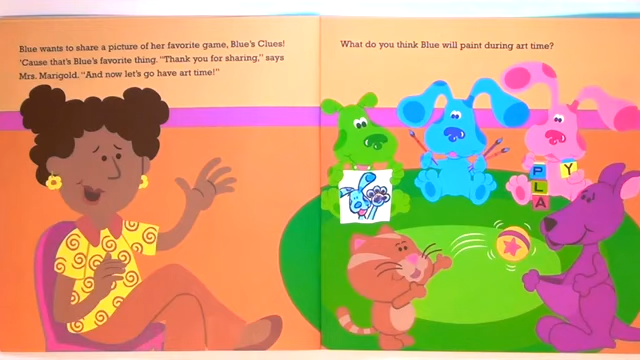 Blue wants to share a picture of her favorite game, Blue's Clues!
'Cause that's Blue's favorite thing. "Thank you for sharing," says
Mrs. Marigold. "And now let's go have art time!"
What do you think Blue will paint during art time?
P
L
A
Y